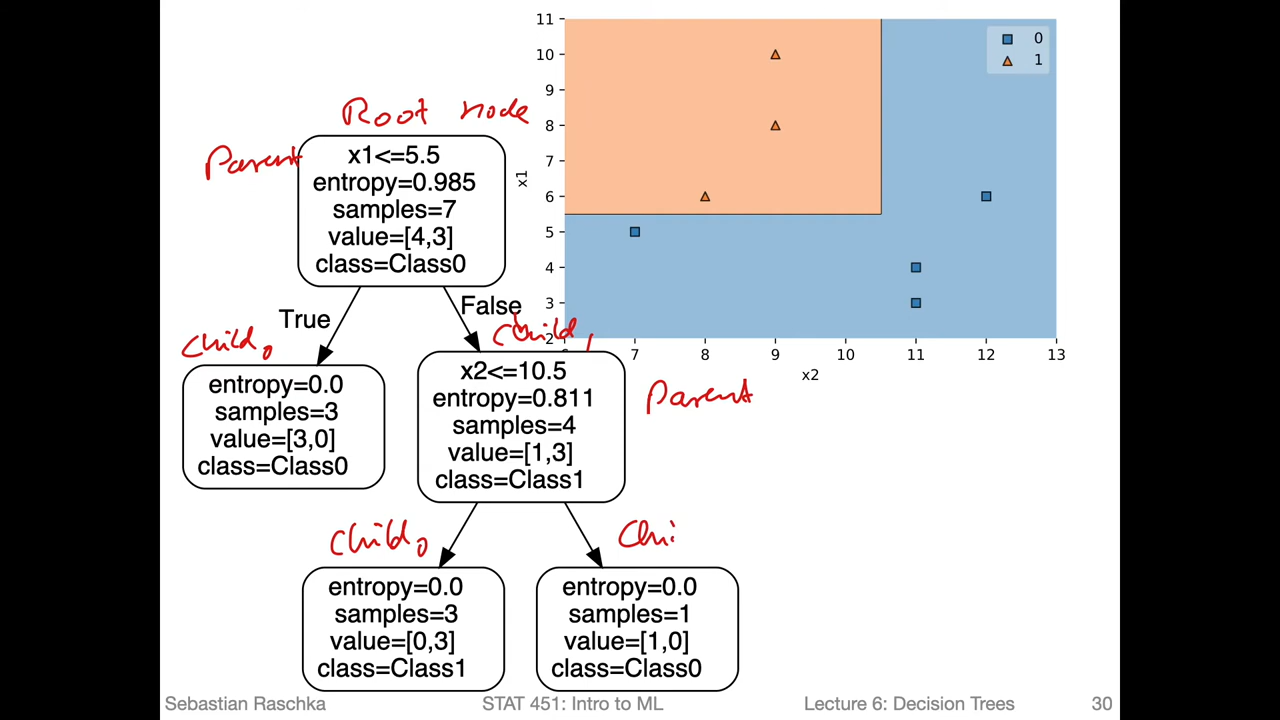 11
0
10
1
9
Root node
8
Parent
x1<=5.5
7
entropy=0.985
x1
samples=7
6
value=[4,3]
5
class=Class0
4
True
False
3
2
Child0
Child1
6 7 8 9 10 11 12 13
x2
entropy=0.0
samples=3
value=[3,0]
class=Class0
x2<=10.5
entropy=0.811
samples=4
value=[1,3]
class=Class1
Parent
Child0
Chi
entropy=0.0
samples=3
value=[0,3]
class=Class1
entropy=0.0
samples=1
value=[1,0]
class=Class0
Sebastian Raschka
STAT 451: Intro to ML
Lecture 6: Decision Trees
30